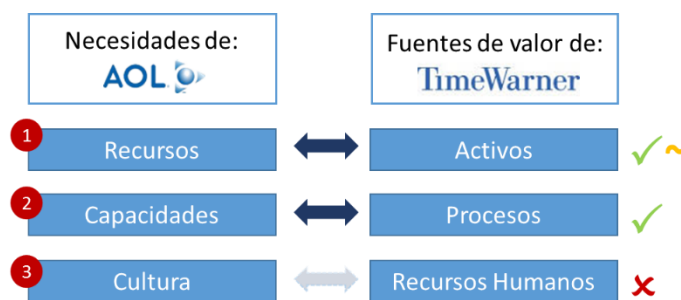 Necesidades de:
AOL
Fuentes de valor de:
TimeWarner
1
Recursos
Activos
~
2
Capacidades
Procesos
3
Cultura
Recursos Humanos